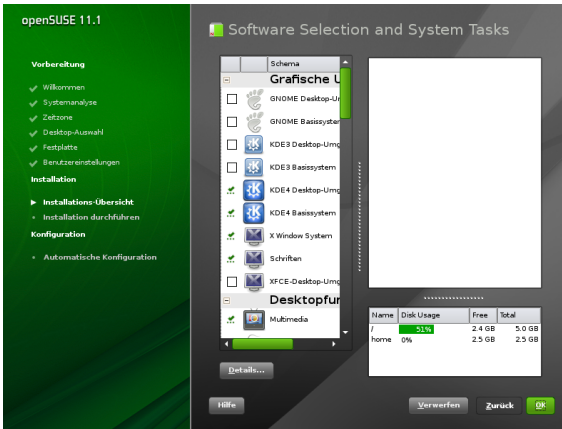 openSUSE 11.1
Vorbereitung
Willkommen
Systemanalyse
Zeitzone
Desktop-Auswahl
Festplatte
Benutzereinstellungen
Installation
Installations-Übersicht
Installation durchführen
Konfiguration
Automatische Konfiguration
Software Selection and System Tasks
Schema
Grafische U
GNOME Desktop-Um
GNOME Basissystem
KDE3 Desktop-Umg
KDE3 Basissystem
KDE4 Desktop-Umg
KDE4 Basissystem
X Window System
Schriften
XFCE-Desktop-Umg
Desktopfun
Multimedia
Details...
Name Disk Usage Free Total
/ 51% 2.4 GB 5.0 GB
home 0% 2.5 GB 2.5 GB
Hilfe
Verwerfen
Zurück
OK